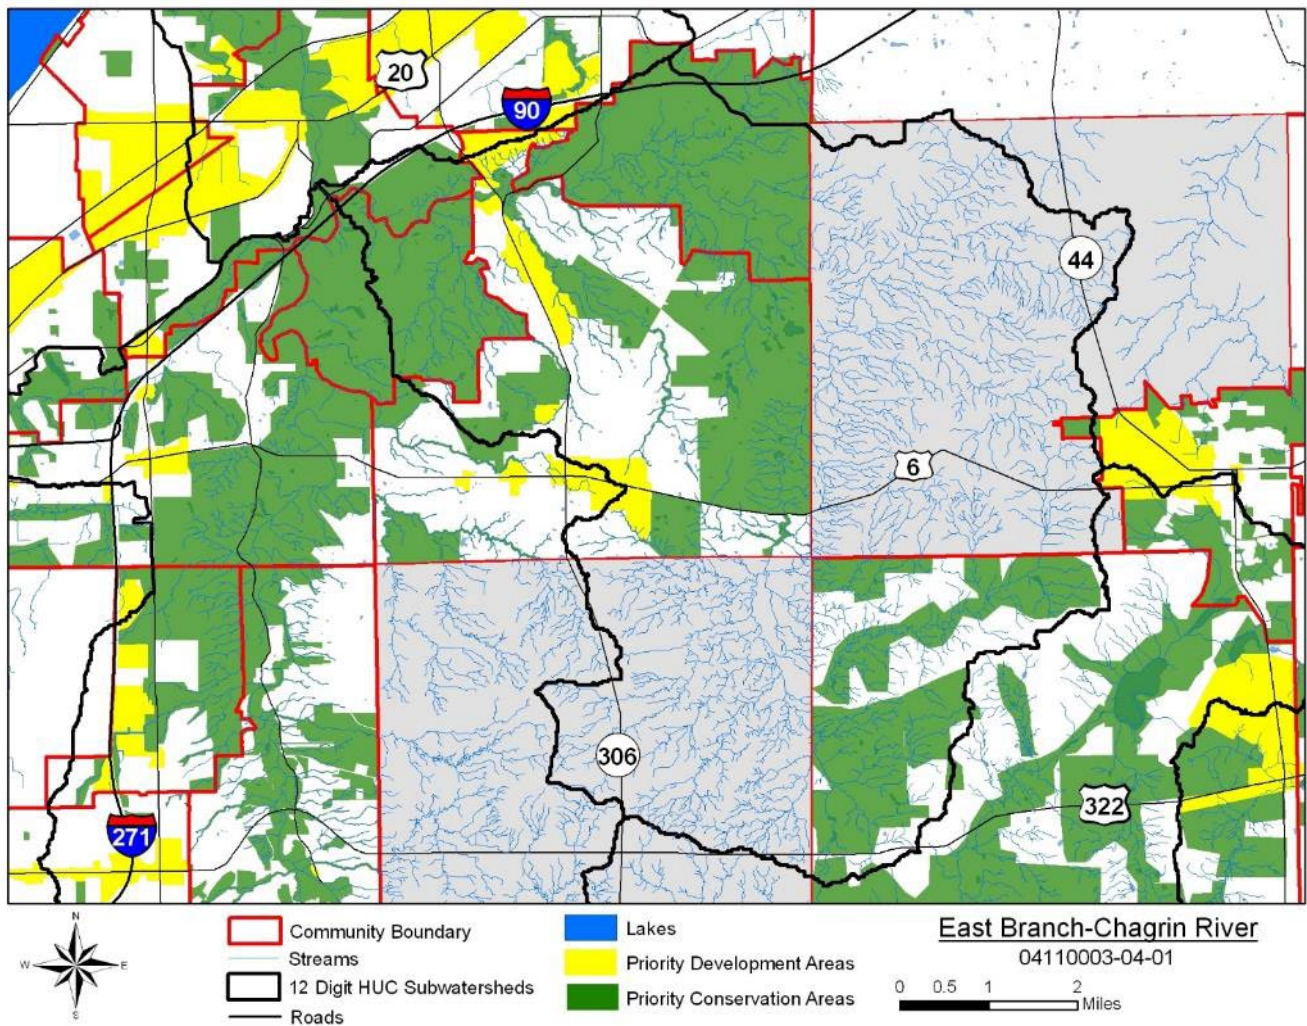 20
90
44
6
306
322
271
N
W
E
S
Community Boundary
Streams
12 Digit HUC Subwatersheds
Roads
Lakes
Priority Development Areas
Priority Conservation Areas
East Branch-Chagrin River
04110003-04-01
0 0.5 1 2
Miles